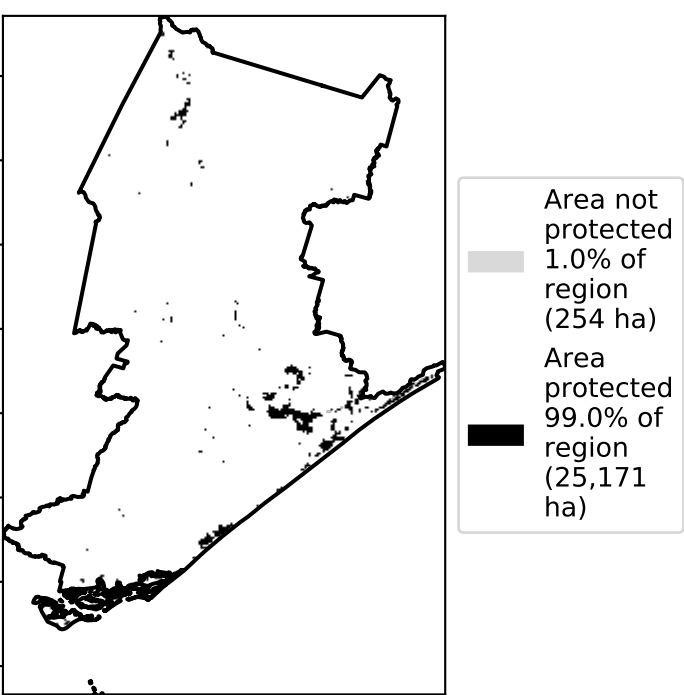 Area not
protected
1.0% of
region
(254 ha)
Area
protected
99.0% of
region
(25,171
ha)